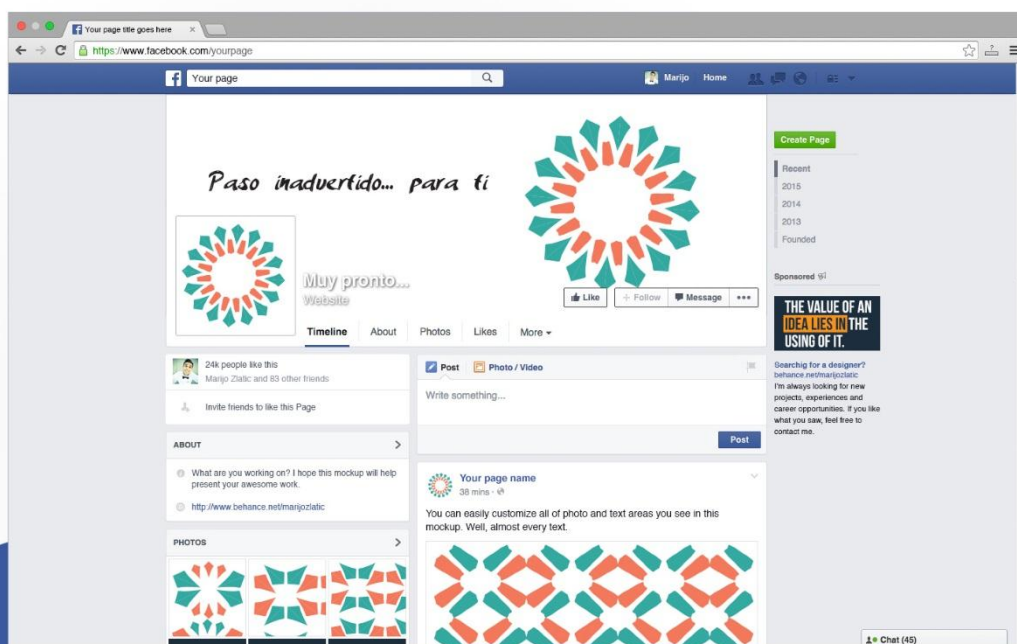 Your page title goes here
https://www.facebook.com/yourpage
Your page
Marijo Home
Paso inadvertido... para ti
Muy pronto...
Website
Like
Follow
Message
Timeline About Photos Likes More
Create Page
Recent
2015
2014
2013
Founded
Sponsored
THE VALUE OF AN
IDEA LIES IN THE
USING OF IT.
Searchig for a designer?
behance.net/marijozlatic
I'm always looking for new
projects, experiences and
career opportunities. If you like
what you saw, feel free to
contact me.
24k people like this
Marijo Zlatic and 83 other friends
Invite friends to like this Page
ABOUT
What are you working on? I hope this mockup will help
present your awesome work.
http://www.behance.net/marijozlatic
PHOTOS
Post Photo / Video
Write something...
Post
Your page name
38 mins
You can easily customize all of photo and text areas you see in this
mockup. Well, almost every text.
Chat (45)